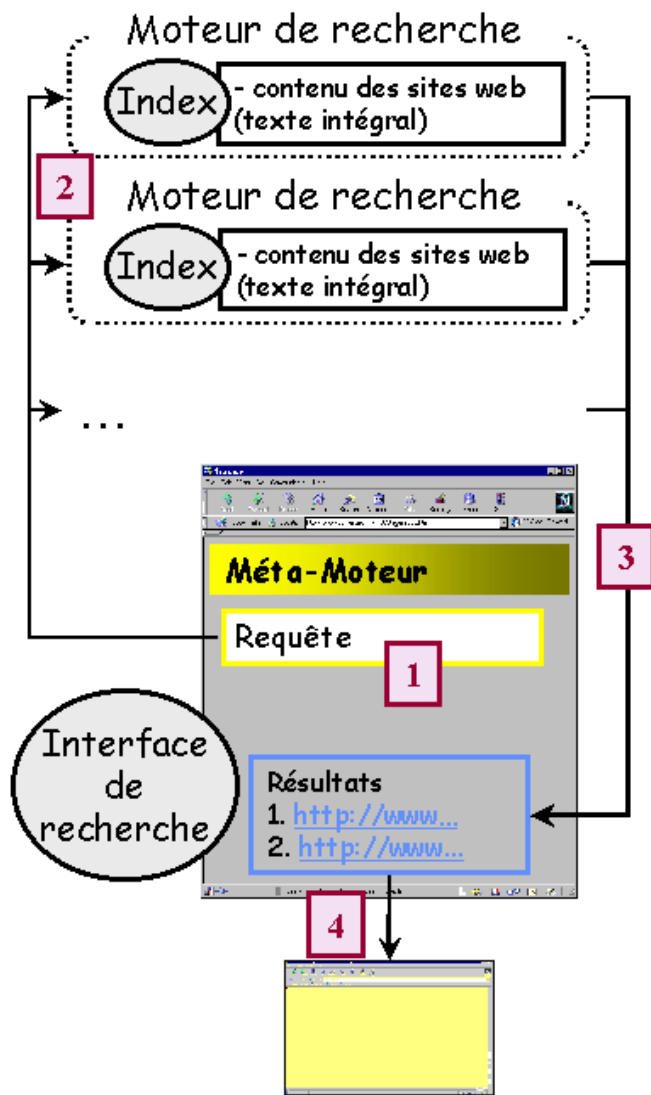 Moteur de recherche
Index
- contenu des sites web
(texte intégral)
2
Moteur de recherche
Index
- contenu des sites web
(texte intégral)
...
3
Méta-Moteur
Requête
1
Interface
de
recherche
Résultats
1. http://www...
2. http://www...
4